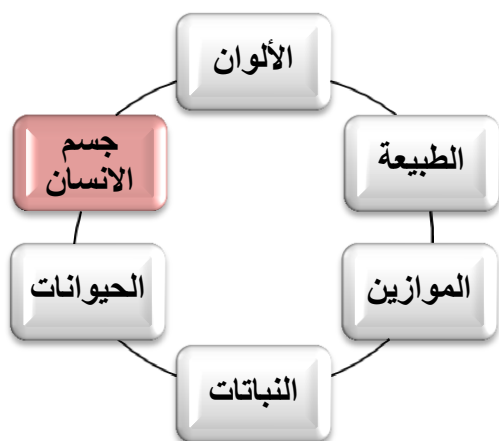 الألوان
الطبيعة
الموازين
النباتات
الحيوانات
جسم
الانسان